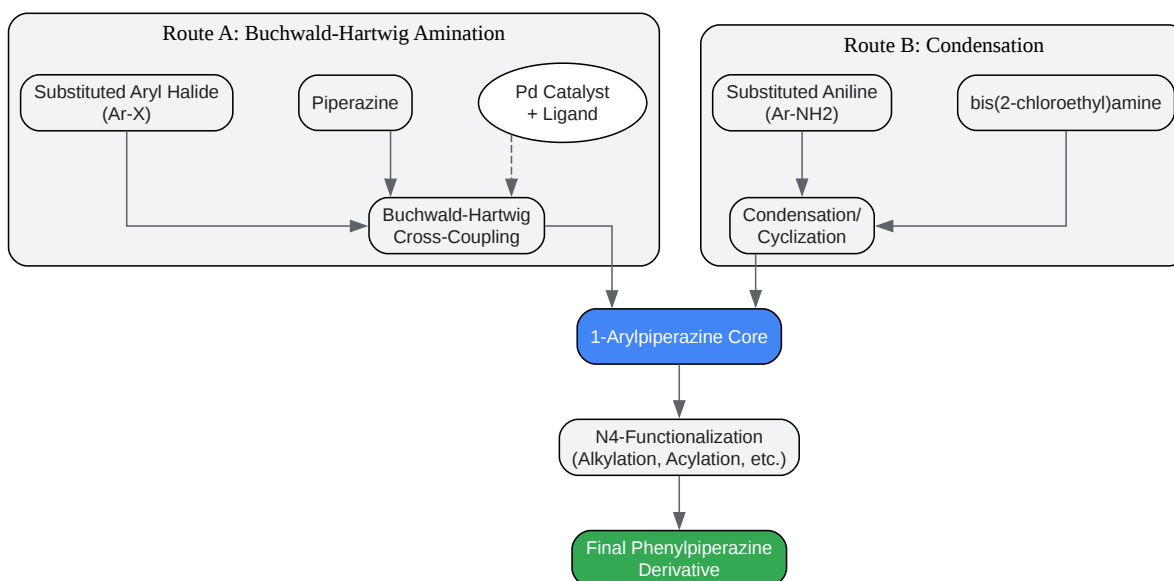 Route A: Buchwald-Hartwig Amination
Substituted Aryl Halide
(Ar-X)
Piperazine
Pd Catalyst
+ Ligand
Buchwald-Hartwig
Cross-Coupling
Route B: Condensation
Substituted Aniline
(Ar-NH2)
bis(2-chloroethyl)amine
Condensation/
Cyclization
1-Arylpiperazine Core
N4-Functionalization
(Alkylation, Acylation, etc.)
Final Phenylpiperazine
Derivative